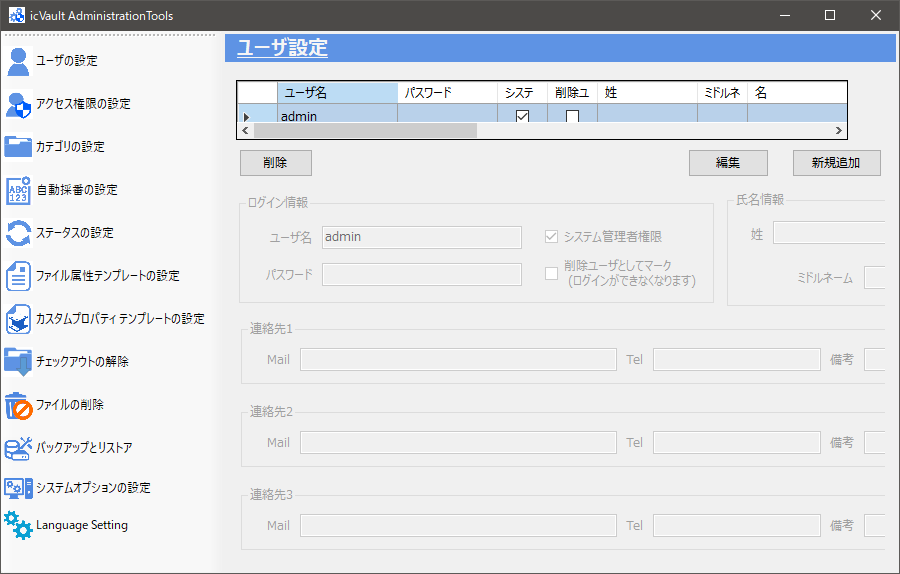 icVault AdministrationTools
ユーザの設定
アクセス権限の設定
カテゴリの設定
自動採番の設定
ステータスの設定
ファイル属性テンプレートの設定
カスタムプロパティテンプレートの設定
チェックアウトの解除
ファイルの削除
バックアップとリストア
システムオプションの設定
Language Setting
ユーザ設定
ユーザ名 パスワード システ 削除ユ 姓 ミドルネ 名
admin
削除 編集 新規追加
ログイン情報
ユーザ名 admin システム管理者権限
パスワード 削除ユーザとしてマーク
(ログインができなくなります)
氏名情報
姓
ミドルネーム
連絡先1
Mail Tel 備考
連絡先2
Mail Tel 備考
連絡先3
Mail Tel 備考